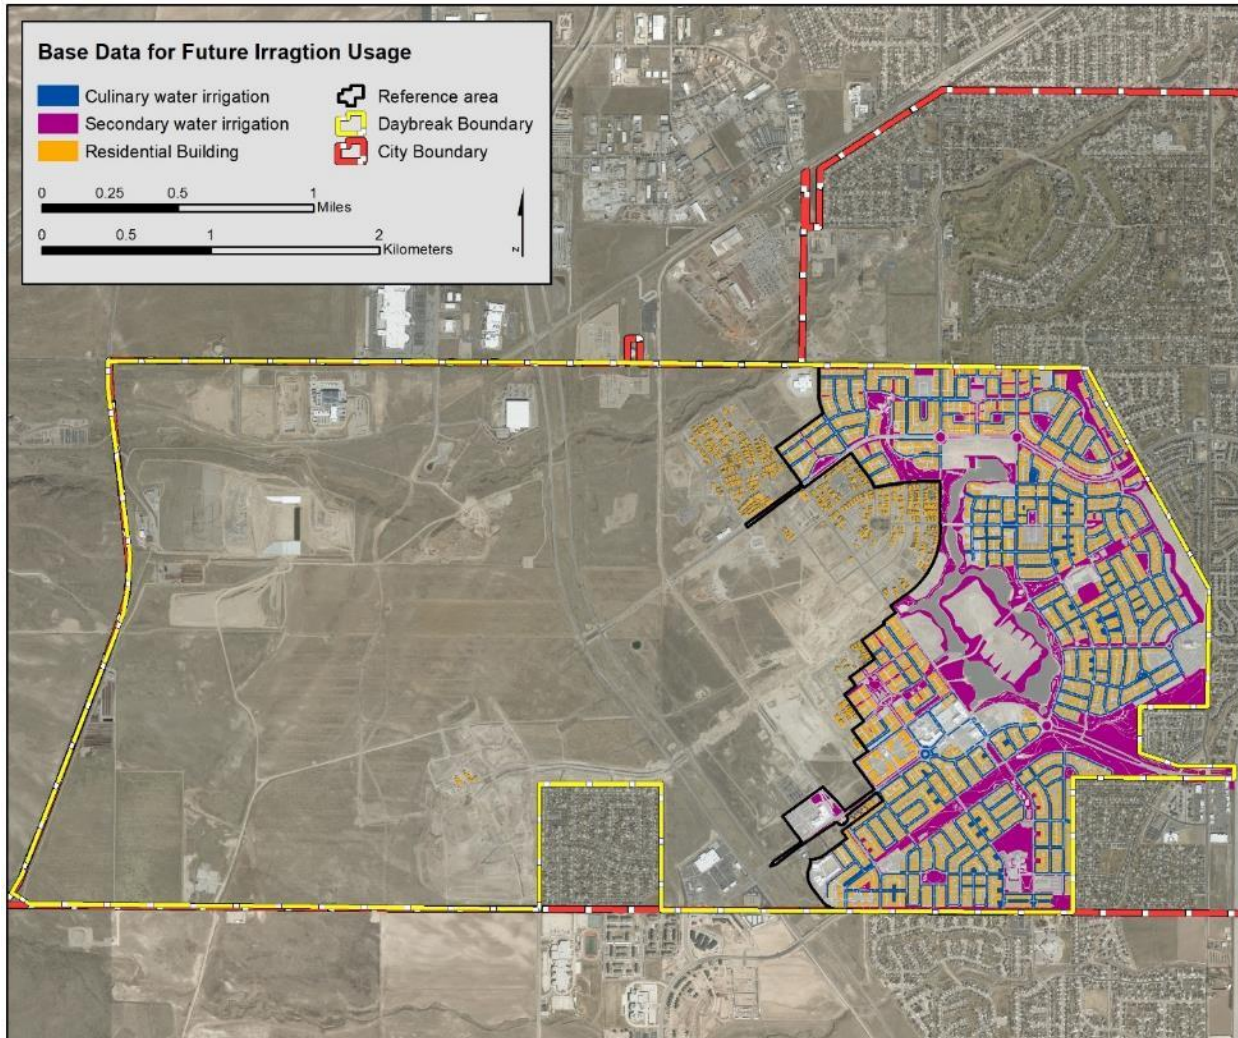 Base Data for Future Irragtion Usage
Culinary water irrigation
Secondary water irrigation
Residential Building
Reference area
Daybreak Boundary
City Boundary
0 0.25 0.5 1 Miles
0 0.5 1 2 Kilometers
N